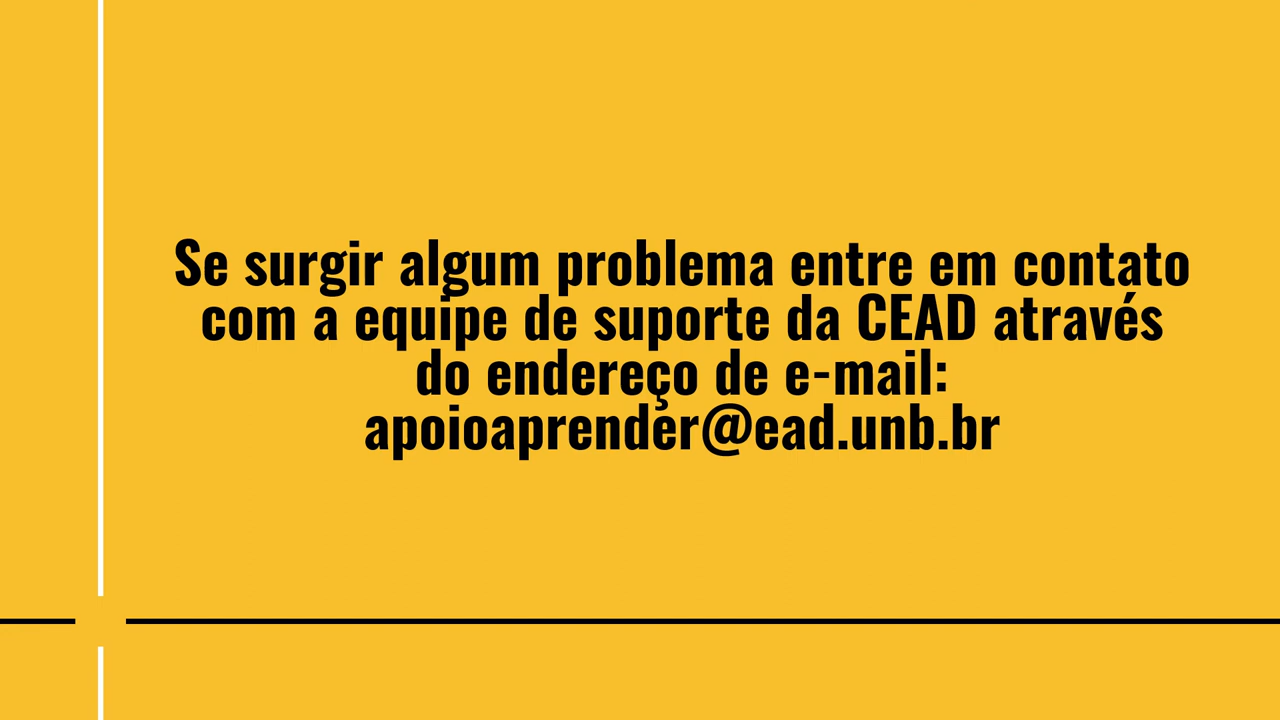 Se surgir algum problema entre em contato
com a equipe de suporte da CEAD através
do endereço de e-mail:
apoioaprender@ead.unb.br